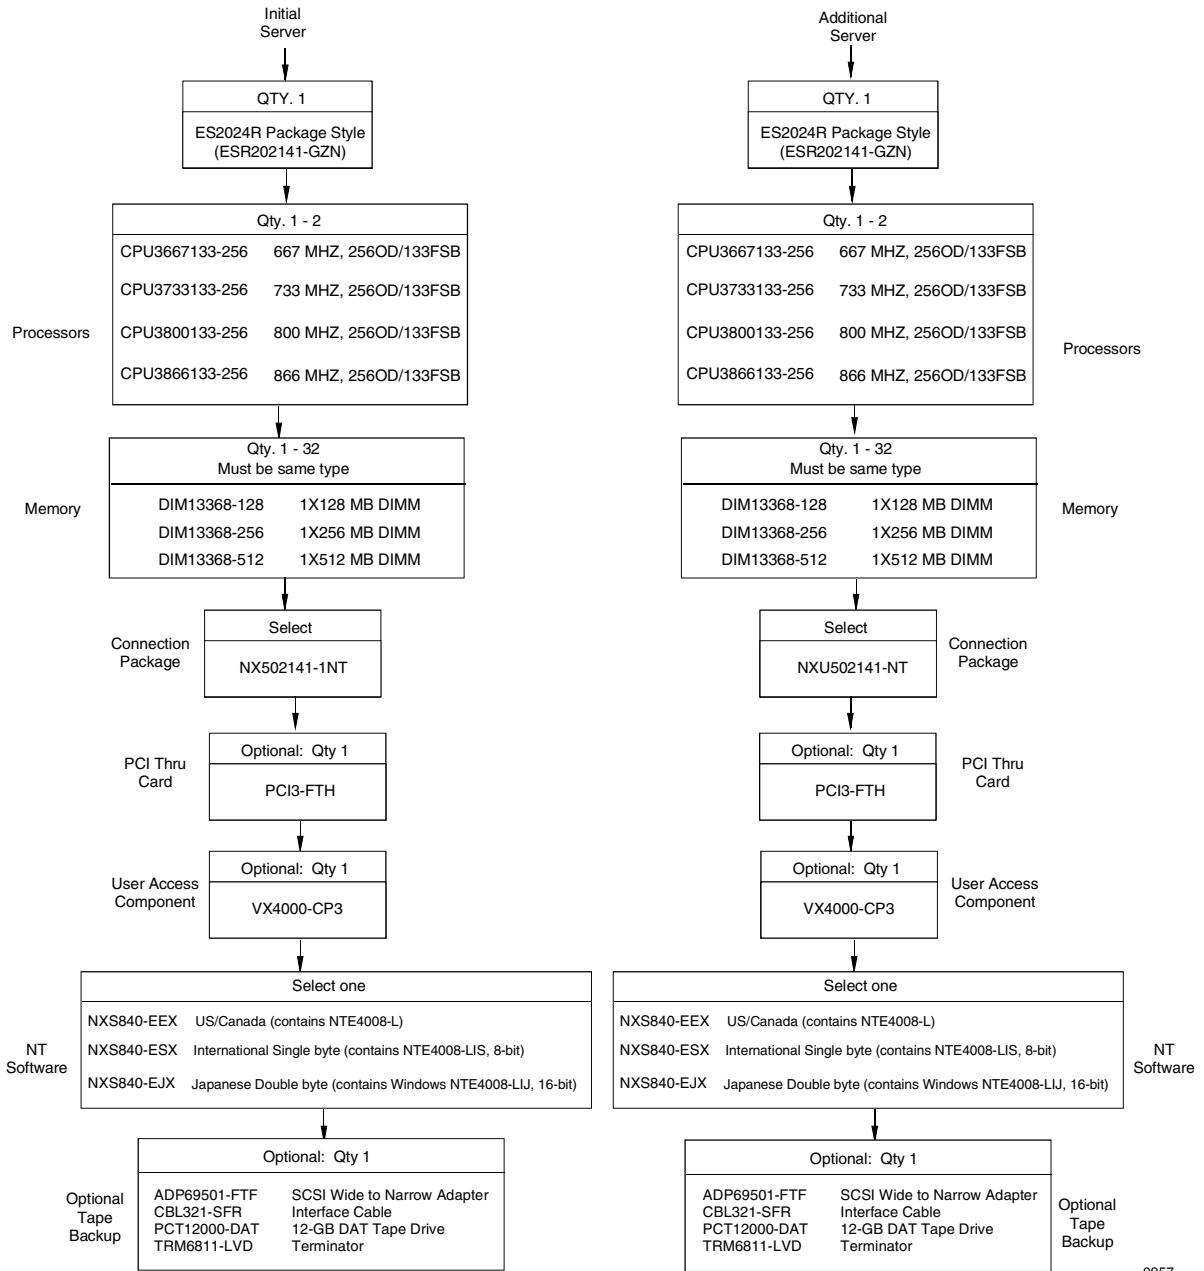 Initial
Server
QTY. 1
ES2024R Package Style
(ESR202141-GZN)
Qty. 1 - 2
CPU3667133-256 667 MHZ, 256OD/133FSB
CPU3733133-256 733 MHZ, 256OD/133FSB
CPU3800133-256 800 MHZ, 256OD/133FSB
CPU3866133-256 866 MHZ, 256OD/133FSB
Processors
Qty. 1 - 32
Must be same type
DIM13368-128 1X128 MB DIMM
DIM13368-256 1X256 MB DIMM
DIM13368-512 1X512 MB DIMM
Memory
Select
NX502141-1NT
Connection
Package
Optional: Qty 1
PCI3-FTH
PCI Thru
Card
Optional: Qty 1
VX4000-CP3
User Access
Component
Select one
NXS840-EEX US/Canada (contains NTE4008-L)
NXS840-ESX International Single byte (contains NTE4008-LIS, 8-bit)
NXS840-EJX Japanese Double byte (contains Windows NTE4008-LIJ, 16-bit)
NT
Software
Optional: Qty 1
ADP69501-FTF SCSI Wide to Narrow Adapter
CBL321-SFR Interface Cable
PCT12000-DAT 12-GB DAT Tape Drive
TRM6811-LVD Terminator
Optional
Tape
Backup
Additional
Server
QTY. 1
ES2024R Package Style
(ESR202141-GZN)
Qty. 1 - 2
CPU3667133-256 667 MHZ, 256OD/133FSB
CPU3733133-256 733 MHZ, 256OD/133FSB
CPU3800133-256 800 MHZ, 256OD/133FSB
CPU3866133-256 866 MHZ, 256OD/133FSB
Processors
Qty. 1 - 32
Must be same type
DIM13368-128 1X128 MB DIMM
DIM13368-256 1X256 MB DIMM
DIM13368-512 1X512 MB DIMM
Memory
Select
NXU502141-NT
Connection
Package
Optional: Qty 1
PCI3-FTH
PCI Thru
Card
Optional: Qty 1
VX4000-CP3
User Access
Component
Select one
NXS840-EEX US/Canada (contains NTE4008-L)
NXS840-ESX International Single byte (contains NTE4008-LIS, 8-bit)
NXS840-EJX Japanese Double byte (contains Windows NTE4008-LIJ, 16-bit)
NT
Software
Optional: Qty 1
ADP69501-FTF SCSI Wide to Narrow Adapter
CBL321-SFR Interface Cable
PCT12000-DAT 12-GB DAT Tape Drive
TRM6811-LVD Terminator
Optional
Tape
Backup